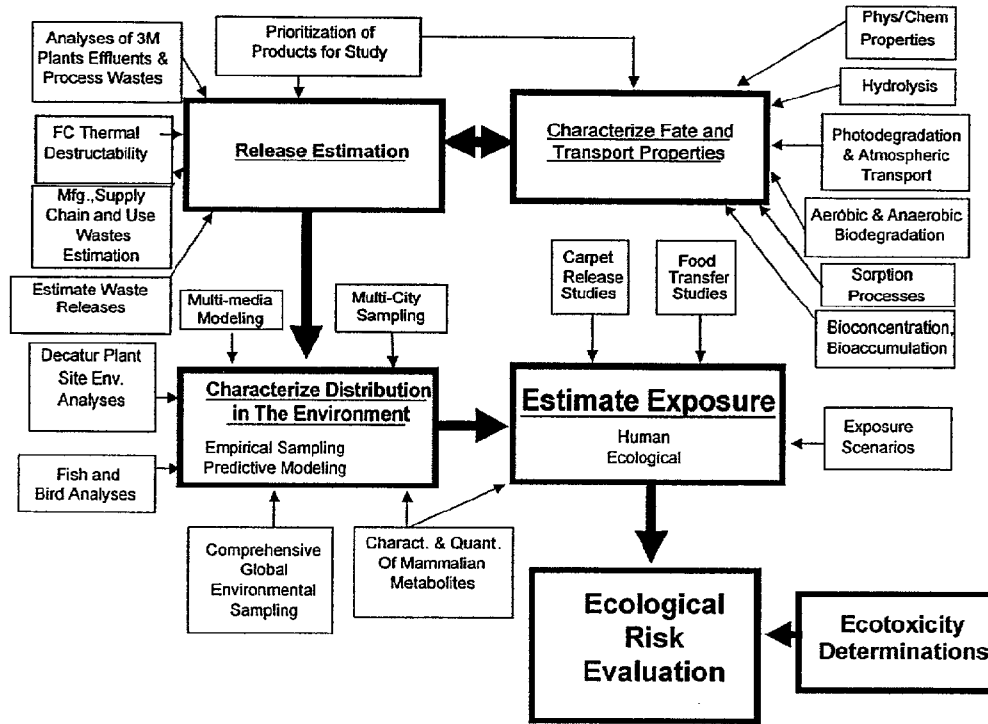 Analyses of 3M
Plants Effluents &
Process Wastes
Prioritization of
Products for Study
Phys/Chem
Properties
Hydrolysis
FC Thermal
Destructability
Release Estimation
Characterize Fate and
Transport Properties
Photodegradation
& Atmospheric
Transport
Mfg.,Supply
Chain and Use
Wastes
Estimation
Aerobic & Anaerobic
Biodegradation
Estimate Waste
Releases
Multi-media
Modeling
Multi-City
Sampling
Carpet
Release
Studies
Food
Transfer
Studies
Sorption
Processes
Bioconcentration,
Bioaccumulation
Decatur Plant
Site Env.
Analyses
Characterize Distribution
in The Environment
Empirical Sampling
Predictive Modeling
Estimate Exposure
Human
Ecological
Exposure
Scenarios
Fish and
Bird Analyses
Comprehensive
Global
Environmental
Sampling
Charact. & Quant.
Of Mammalian
Metabolites
Ecological
Risk
Evaluation
Ecotoxicity
Determinations